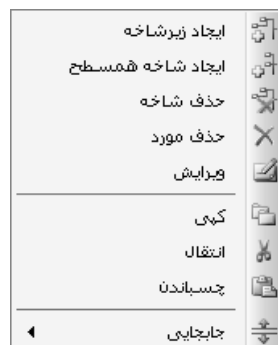 ایجاد زیرشاخه
ایجاد شاخه همسطح
حذف شاخه
حذف مورد
ویرایش
کپی
انتقال
چسباندن
جابجایی